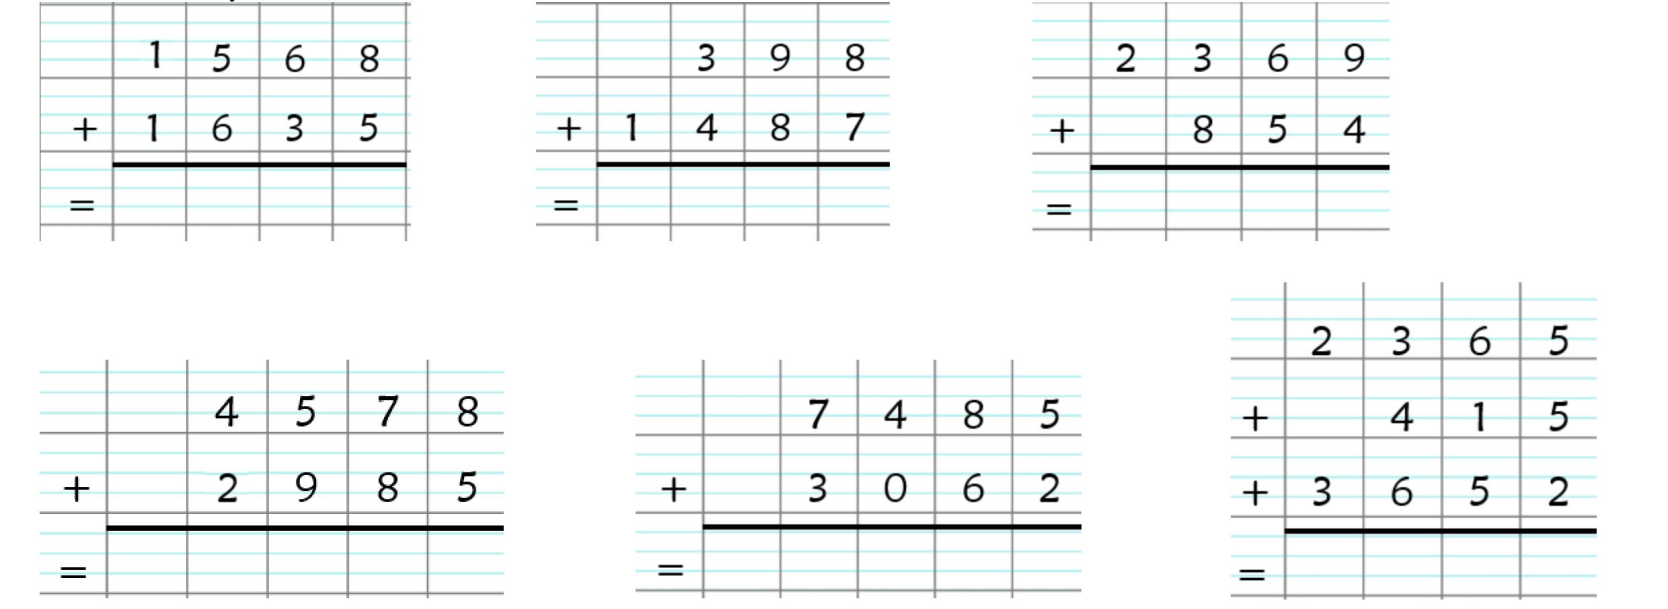 1 5 6 8
+ 1 6 3 5
=
3 9 8
+ 1 4 8 7
=
2 3 6 9
+ 8 5 4
=
4 5 7 8
+ 2 9 8 5
=
7 4 8 5
+ 3 0 6 2
=
2 3 6 5
+ 4 1 5
+ 3 6 5 2
=